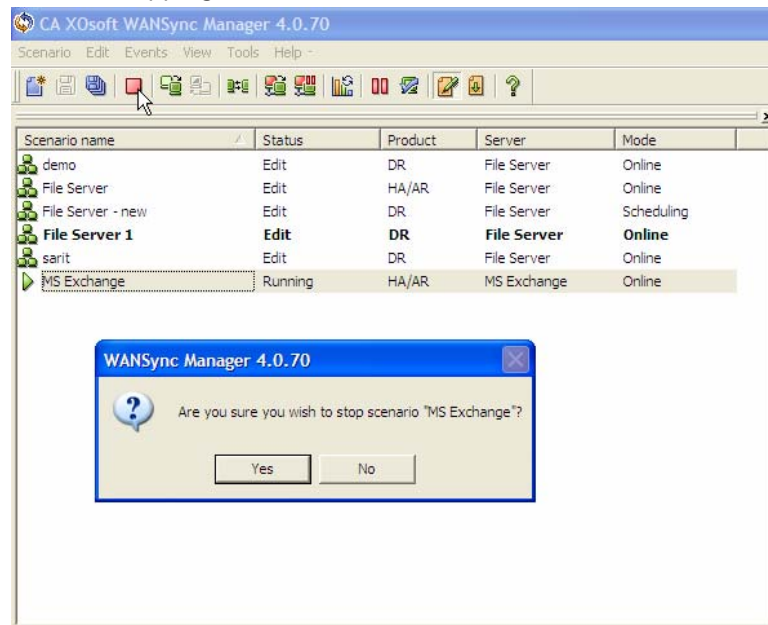 CA XOsoft WANSync Manager 4.0.70
Scenario Edit Events View Tools Help
Scenario name Status Product Server Mode
demo Edit DR File Server Online
File Server Edit HA/AR File Server Online
File Server - new Edit DR File Server Scheduling
File Server 1 Edit DR File Server Online
sarit Edit DR File Server Online
MS Exchange Running HA/AR MS Exchange Online
WANSync Manager 4.0.70
Are you sure you wish to stop scenario "MS Exchange"?
Yes No